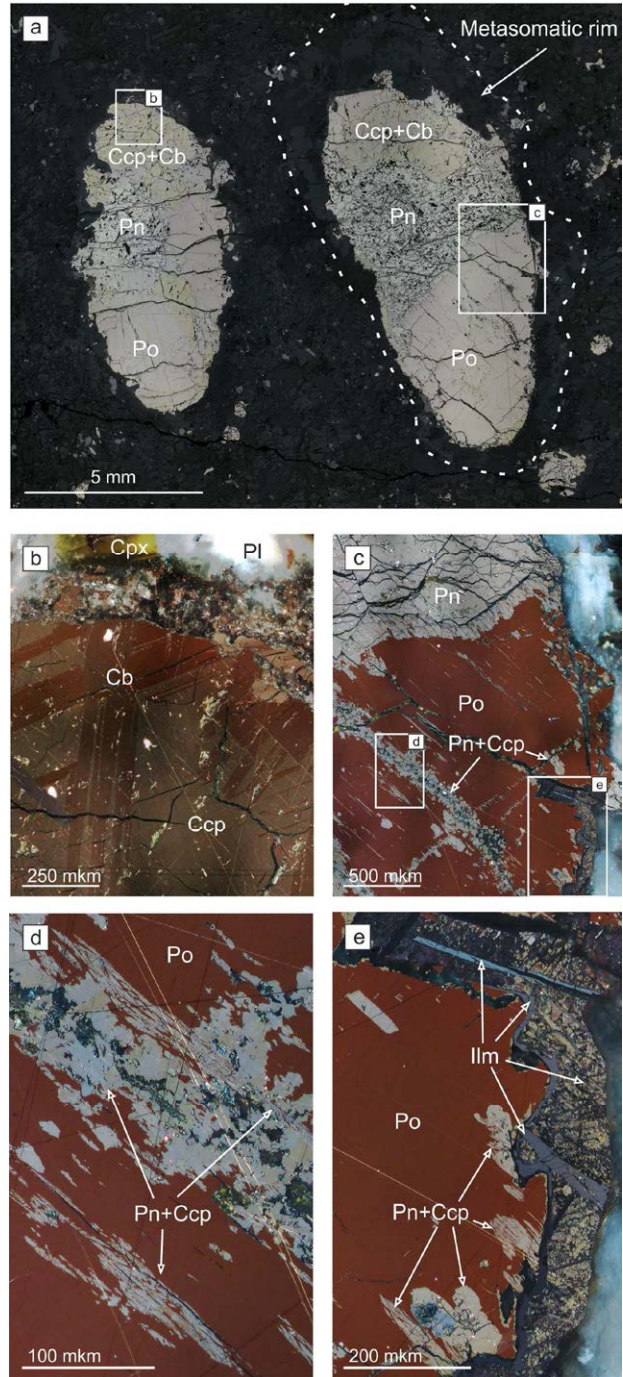 a
Metasomatic rim
b
Ccp+Cb
Ccp+Cb
Pn
Pn
c
Po
Po
5 mm
b
Cpx
Pl
Cb
Ccp
250 mkm
c
Pn
Po
Pn+Ccp
d
e
500 mkm
d
Po
Pn+Ccp
100 mkm
e
Ilm
Po
Pn+Ccp
200 mkm